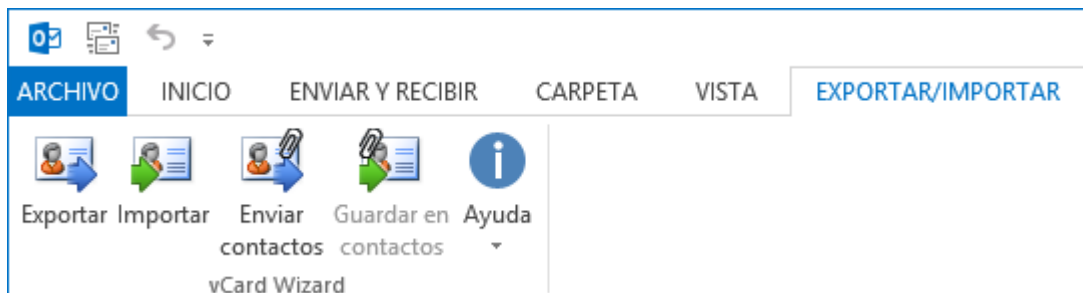 ARCHIVO INICIO ENVIAR Y RECIBIR CARPETA VISTA EXPORTAR/IMPORTAR
Exportar Importar Enviar Guardar en Ayuda
contactos contactos
vCard Wizard